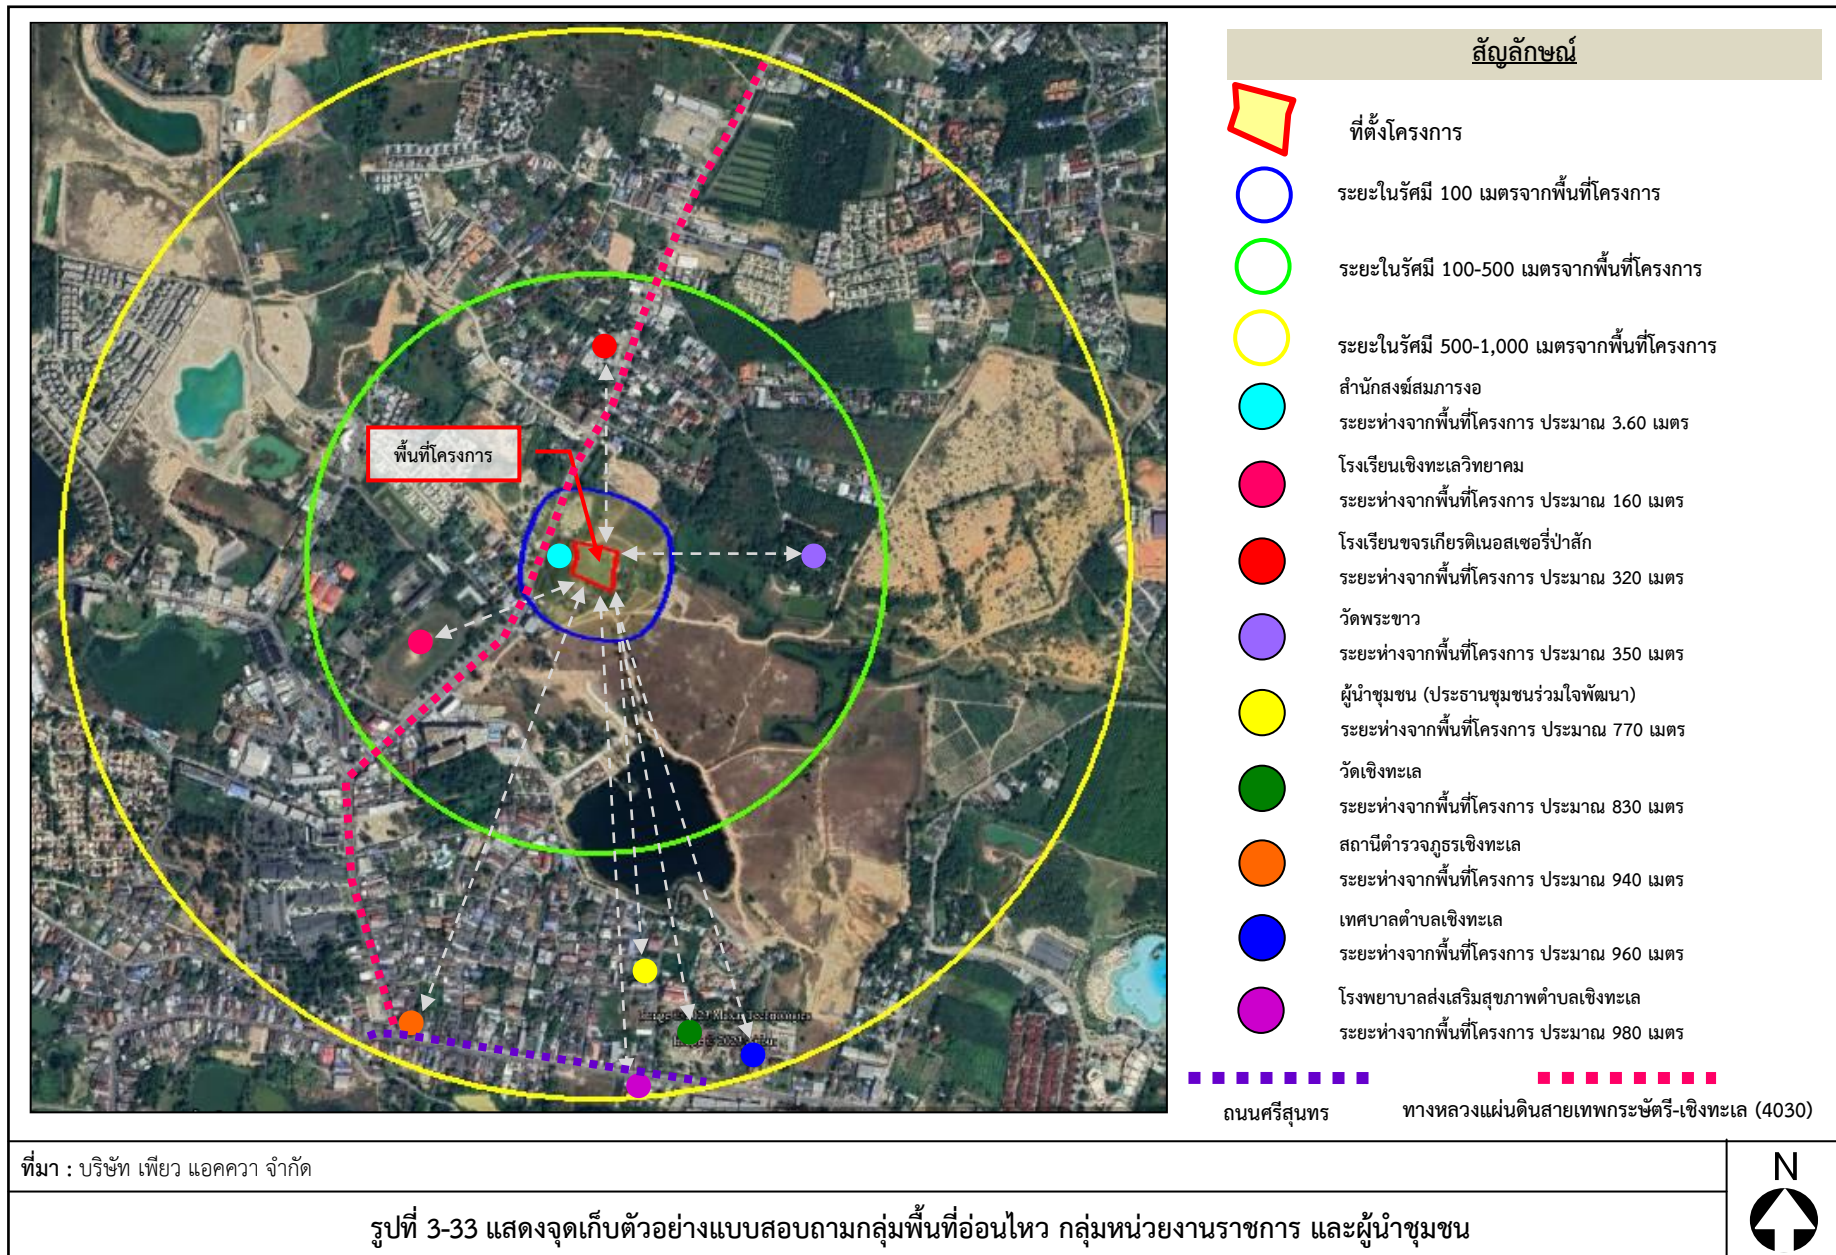 สัญลักษณ์
ที่ตั้งโครงการ
ระยะในรัศมี 100 เมตรจากพื้นที่โครงการ
ระยะในรัศมี 100-500 เมตรจากพื้นที่โครงการ
ระยะในรัศมี 500-1,000 เมตรจากพื้นที่โครงการ
สำนักสงฆ์สมภารงอ
ระยะห่างจากพื้นที่โครงการ ประมาณ 3.60 เมตร
โรงเรียนเชิงทะเลวิทยาคม
ระยะห่างจากพื้นที่โครงการ ประมาณ 160 เมตร
โรงเรียนขจรเกียรติเนอสเซอรี่ป่าสัก
ระยะห่างจากพื้นที่โครงการ ประมาณ 320 เมตร
วัดพระขาว
ระยะห่างจากพื้นที่โครงการ ประมาณ 350 เมตร
ผู้นำชุมชน (ประธานชุมชนร่วมใจพัฒนา)
ระยะห่างจากพื้นที่โครงการ ประมาณ 770 เมตร
วัดเชิงทะเล
ระยะห่างจากพื้นที่โครงการ ประมาณ 830 เมตร
สถานีตำรวจภูธรเชิงทะเล
ระยะห่างจากพื้นที่โครงการ ประมาณ 940 เมตร
เทศบาลตำบลเชิงทะเล
ระยะห่างจากพื้นที่โครงการ ประมาณ 960 เมตร
โรงพยาบาลส่งเสริมสุขภาพตำบลเชิงทะเล
ระยะห่างจากพื้นที่โครงการ ประมาณ 980 เมตร
ถนนศรีสุนทร
ทางหลวงแผ่นดินสายเทพกระษัตรี-เชิงทะเล (4030)
พื้นที่โครงการ
ที่มา : บริษัท เพียว แอคควา จำกัด
N
รูปที่ 3-33 แสดงจุดเก็บตัวอย่างแบบสอบถามกลุ่มพื้นที่อ่อนไหว กลุ่มหน่วยงานราชการ และผู้นำชุมชน